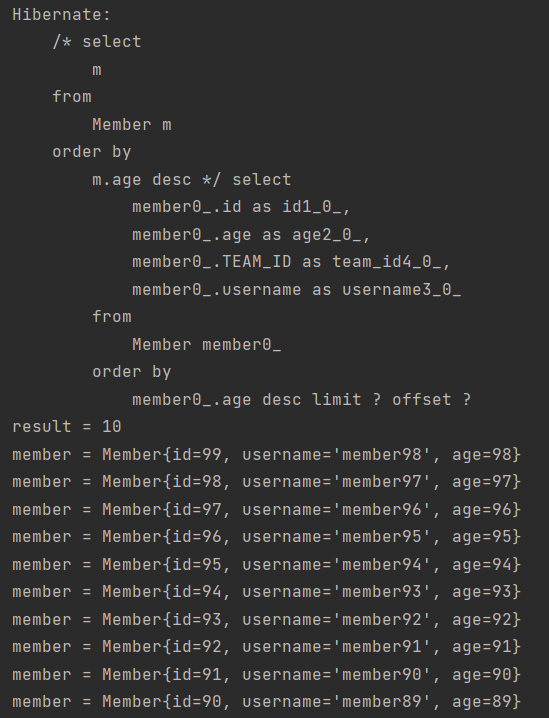 Hibernate:
    /* select
        m
    from
        Member m
    order by
        m.age desc */ select
            member0_.id as id1_0_,
            member0_.age as age2_0_,
            member0_.TEAM_ID as team_id4_0_,
            member0_.username as username3_0_
        from
            Member member0_
        order by
            member0_.age desc limit ? offset ?
result = 10
member = Member{id=99, username='member98', age=98}
member = Member{id=98, username='member97', age=97}
member = Member{id=97, username='member96', age=96}
member = Member{id=96, username='member95', age=95}
member = Member{id=95, username='member94', age=94}
member = Member{id=94, username='member93', age=93}
member = Member{id=93, username='member92', age=92}
member = Member{id=92, username='member91', age=91}
member = Member{id=91, username='member90', age=90}
member = Member{id=90, username='member89', age=89}